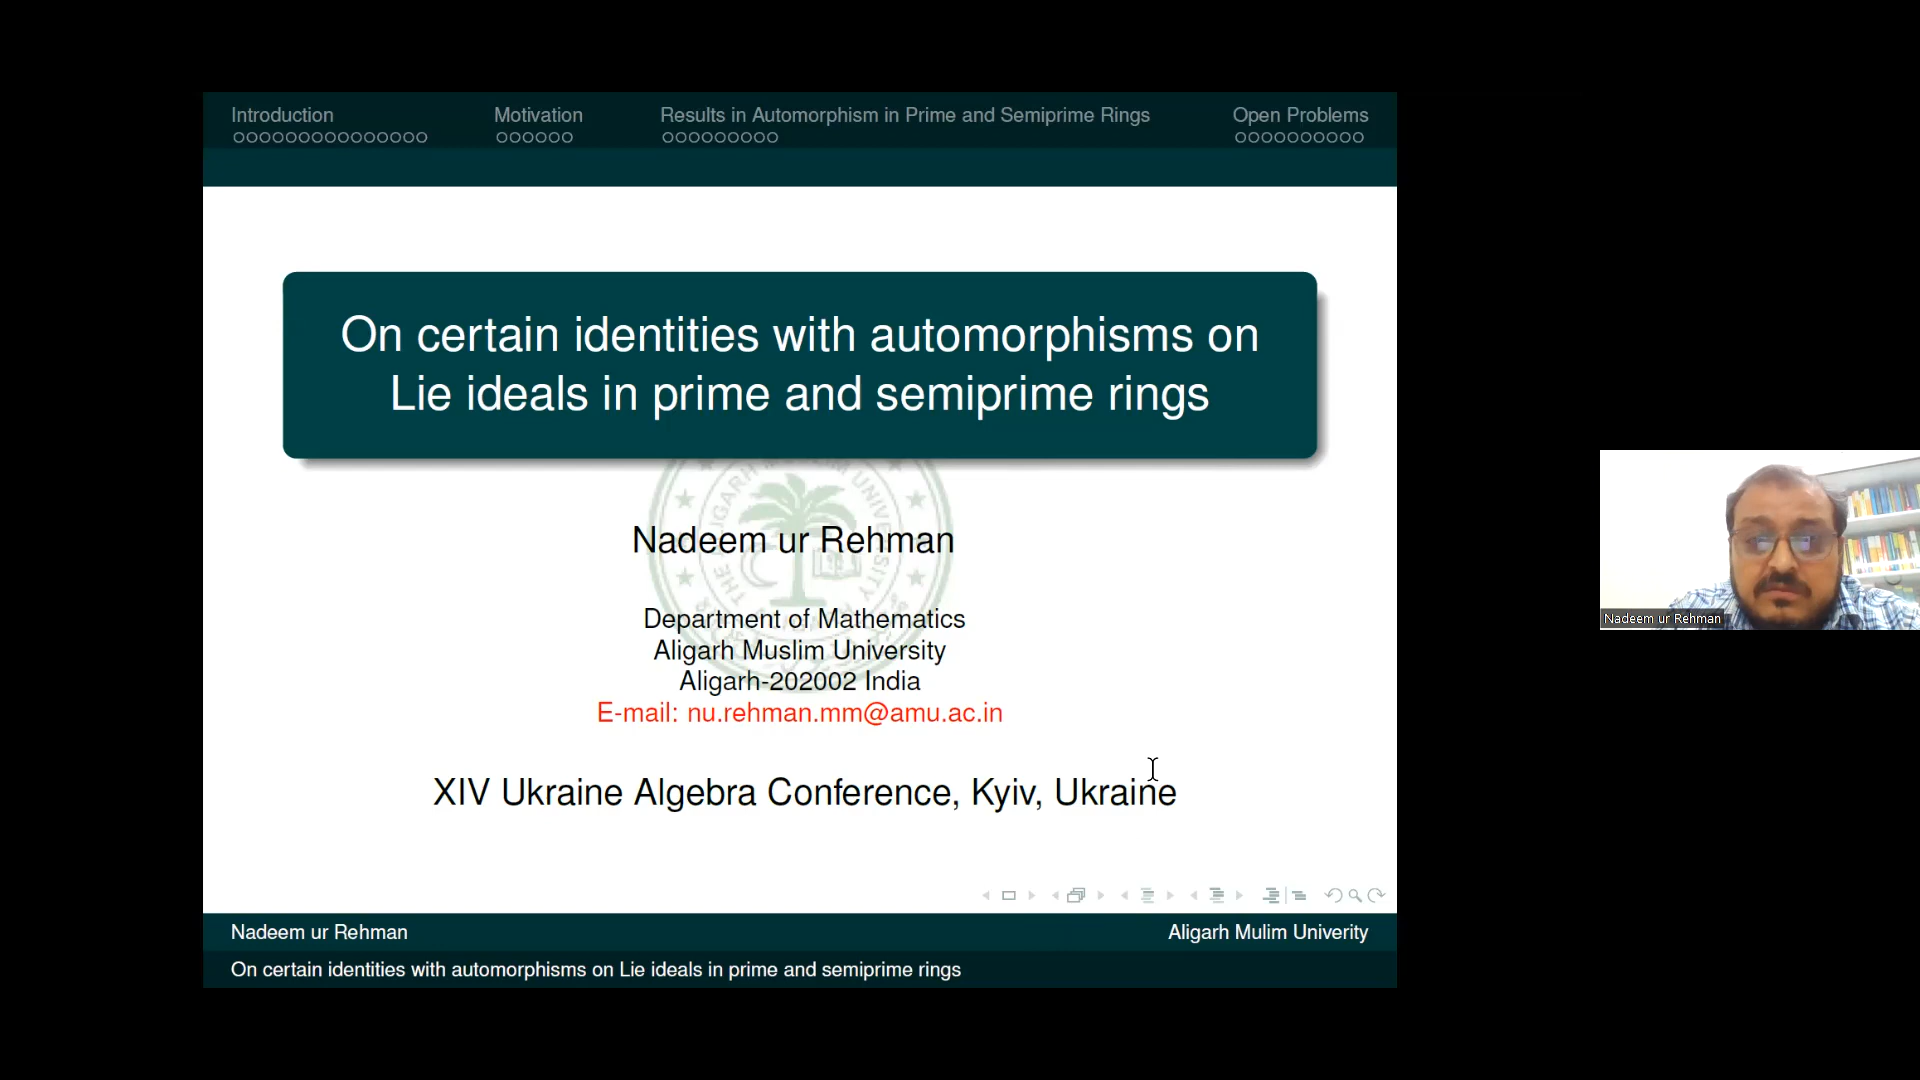 Introduction
Motivation
Results in Automorphism in Prime and Semiprime Rings
Open Problems
On certain identities with automorphisms on
Lie ideals in prime and semiprime rings
Nadeem ur Rehman
Department of Mathematics
Aligarh Muslim University
Aligarh-202002 India
E-mail: nu.rehman.mm@amu.ac.in
XIV Ukraine Algebra Conference, Kyiv, Ukraine
Nadeem ur Rehman
Aligarh Mulim Univerity
On certain identities with automorphisms on Lie ideals in prime and semiprime rings
Nadeem ur Rehman